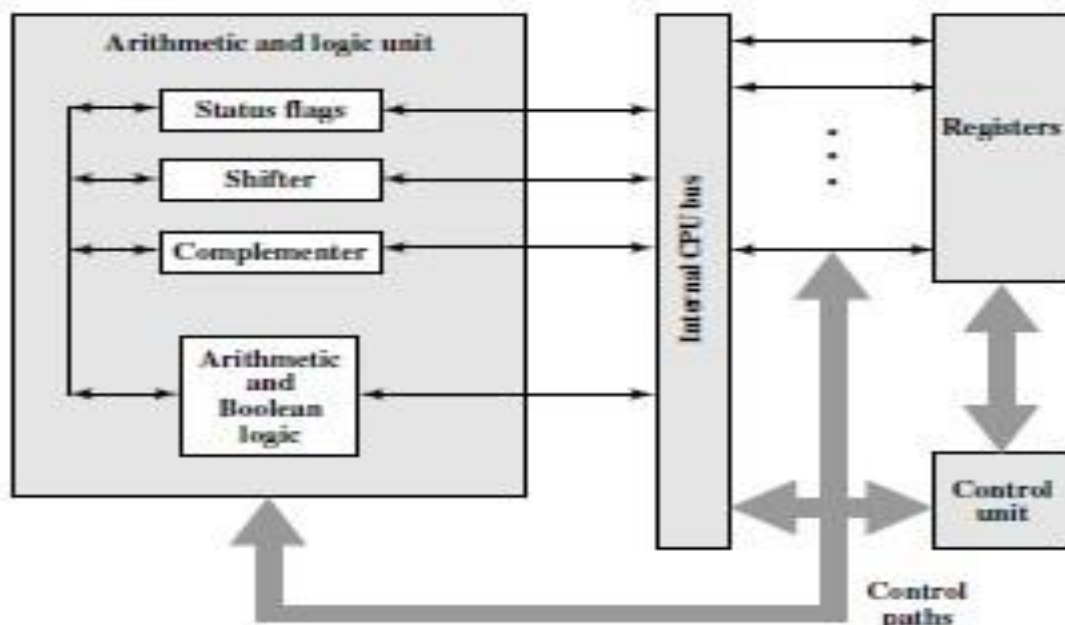 Arithmetic and logic unit
Status flags
Shifter
Complementer
Arithmetic
and
Boolean
logic
Internal CPU bus
Registers
Control
unit
Control
paths